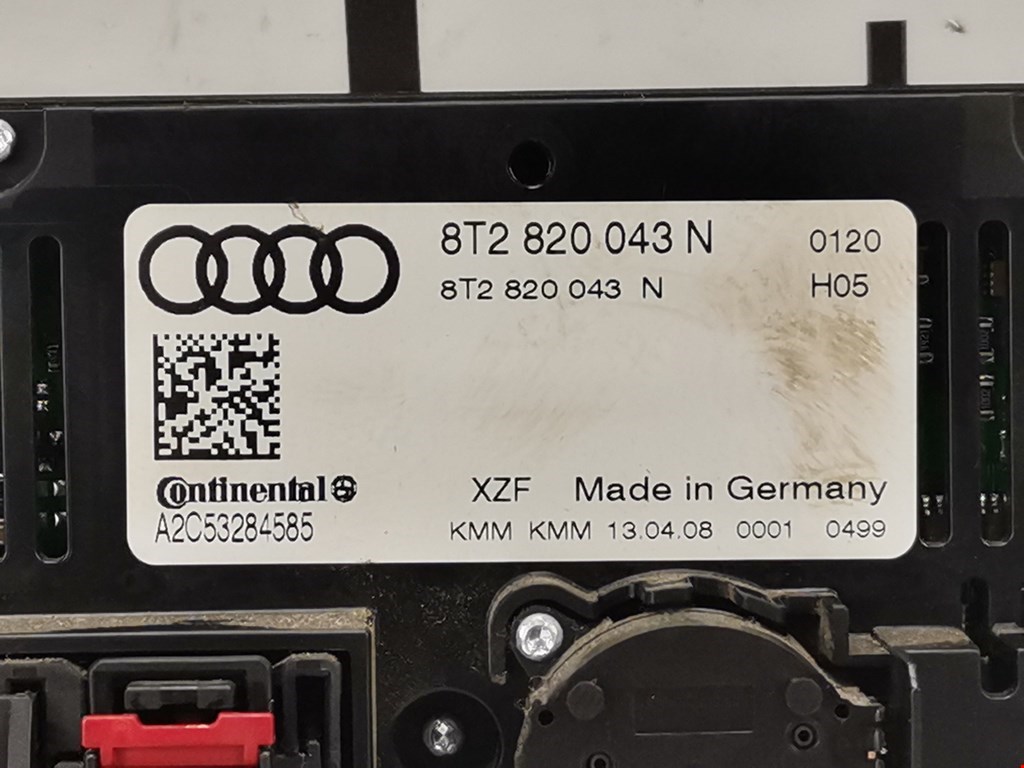 8T2 820 043 N 0120
8T2 820 043 N H05
Continental
A2C53284585
XZF Made in Germany
KMM KMM 13.04.08 0001 0499